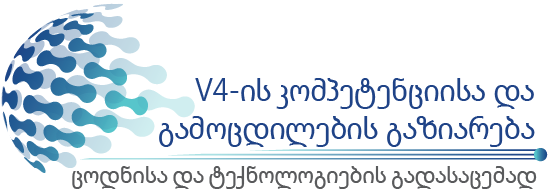 V4-ის კომპეტენციისა და
გამოცდილების გაზიარება
ცოდნისა და ტექნოლოგიების გადასაცემად